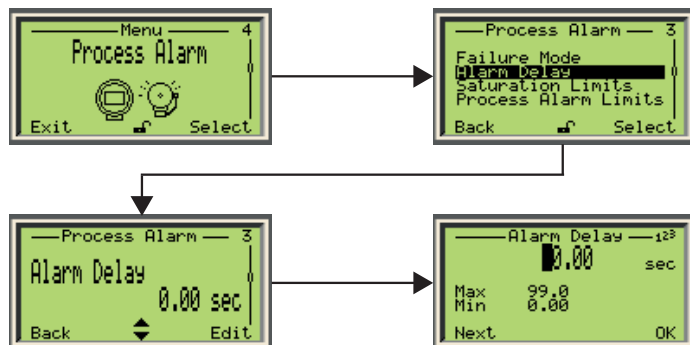 Menu 4
Process Alarm
Exit Select
Process Alarm 3
Failure Mode
Alarm Delay
Saturation Limits
Process Alarm Limits
Back Select
Process Alarm 3
Alarm Delay
0.00 sec
Back Edit
Alarm Delay 123
0.00 sec
Max 99.0
Min 0.00
Next OK